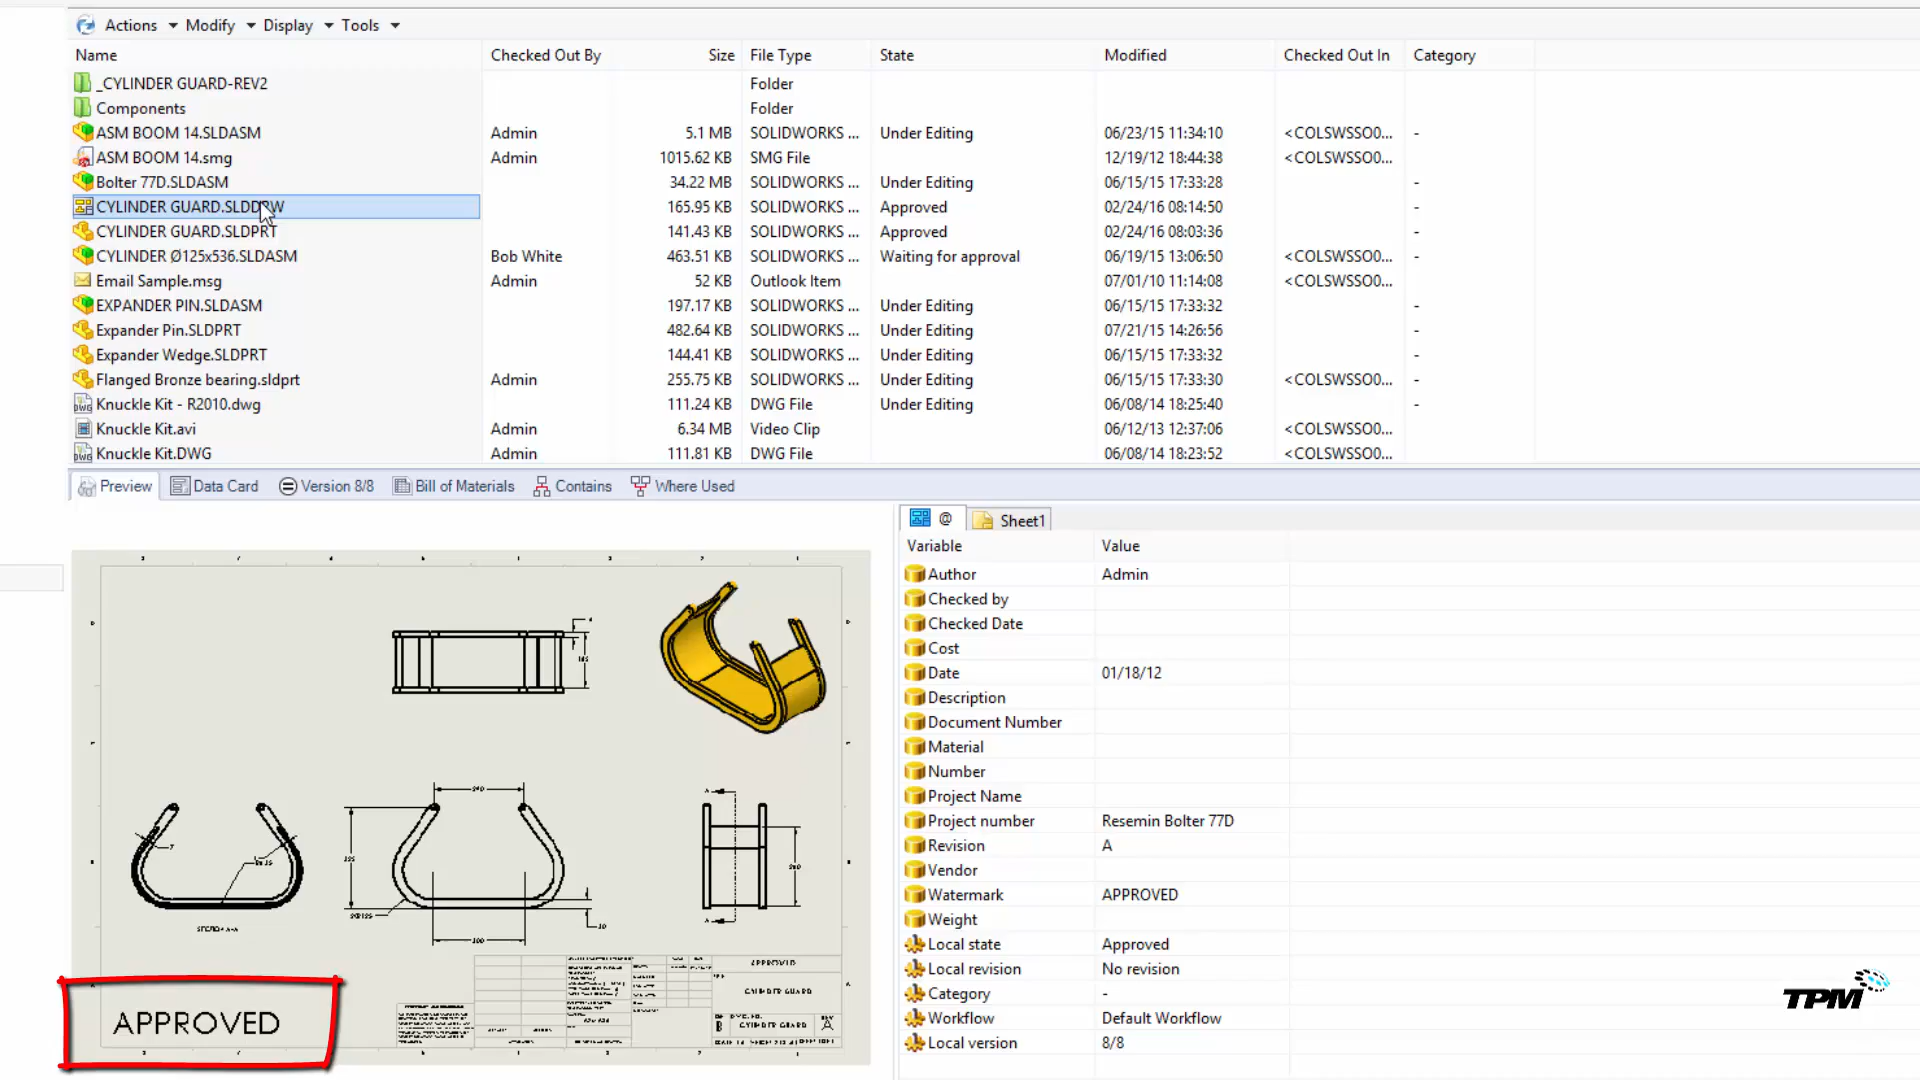 Actions Modify Display Tools
Name Checked Out By Size File Type State Modified Checked Out In Category
_CYLINDER GUARD-REV2 Folder
Components Folder
ASM BOOM 14.SLDASM Admin 5.1 MB SOLIDWORKS ... Under Editing 06/23/15 11:34:10 <COLSWSSO0... -
ASM BOOM 14.smg Admin 1015.62 KB SMG File 12/19/12 18:44:38 <COLSWSSO0...
Bolter 77D.SLDASM 34.22 MB SOLIDWORKS ... Under Editing 06/15/15 17:33:28 -
CYLINDER GUARD.SLDDRW 165.95 KB SOLIDWORKS ... Approved 02/24/16 08:14:50 -
CYLINDER GUARD.SLDPRT 141.43 KB SOLIDWORKS ... Approved 02/24/16 08:03:36 -
CYLINDER Ø125x536.SLDASM Bob White 463.51 KB SOLIDWORKS ... Waiting for approval 06/19/15 13:06:50 <COLSWSSO0... -
Email Sample.msg Admin 52 KB Outlook Item 07/01/10 11:14:08 <COLSWSSO0...
EXPANDER PIN.SLDASM 197.17 KB SOLIDWORKS ... Under Editing 06/15/15 17:33:32 -
Expander Pin.SLDPRT 482.64 KB SOLIDWORKS ... Under Editing 07/21/15 14:26:56 -
Expander Wedge.SLDPRT 144.41 KB SOLIDWORKS ... Under Editing 06/15/15 17:33:32 -
Flanged Bronze bearing.sldprt Admin 255.75 KB SOLIDWORKS ... Under Editing 06/15/15 17:33:30 <COLSWSSO0... -
Knuckle Kit - R2010.dwg 111.24 KB DWG File Under Editing 06/08/14 18:25:40 -
Knuckle Kit.avi Admin 6.34 MB Video Clip 06/12/13 12:37:06 <COLSWSSO0...
Knuckle Kit.DWG Admin 111.81 KB DWG File 06/08/14 18:23:52 <COLSWSSO0...
Preview Data Card Version 8/8 Bill of Materials Contains Where Used
@ Sheet1
Variable Value
Author Admin
Checked by
Checked Date
Cost
Date 01/18/12
Description
Document Number
Material
Number
Project Name
Project number Resemin Bolter 77D
Revision A
Vendor
Watermark APPROVED
Weight
Local state Approved
Local revision No revision
Category -
Workflow Default Workflow
Local version 8/8
SECTION A-A
APPROVED
CYLINDER GUARD
B CYLINDER GUARD A
APPROVED
TPM